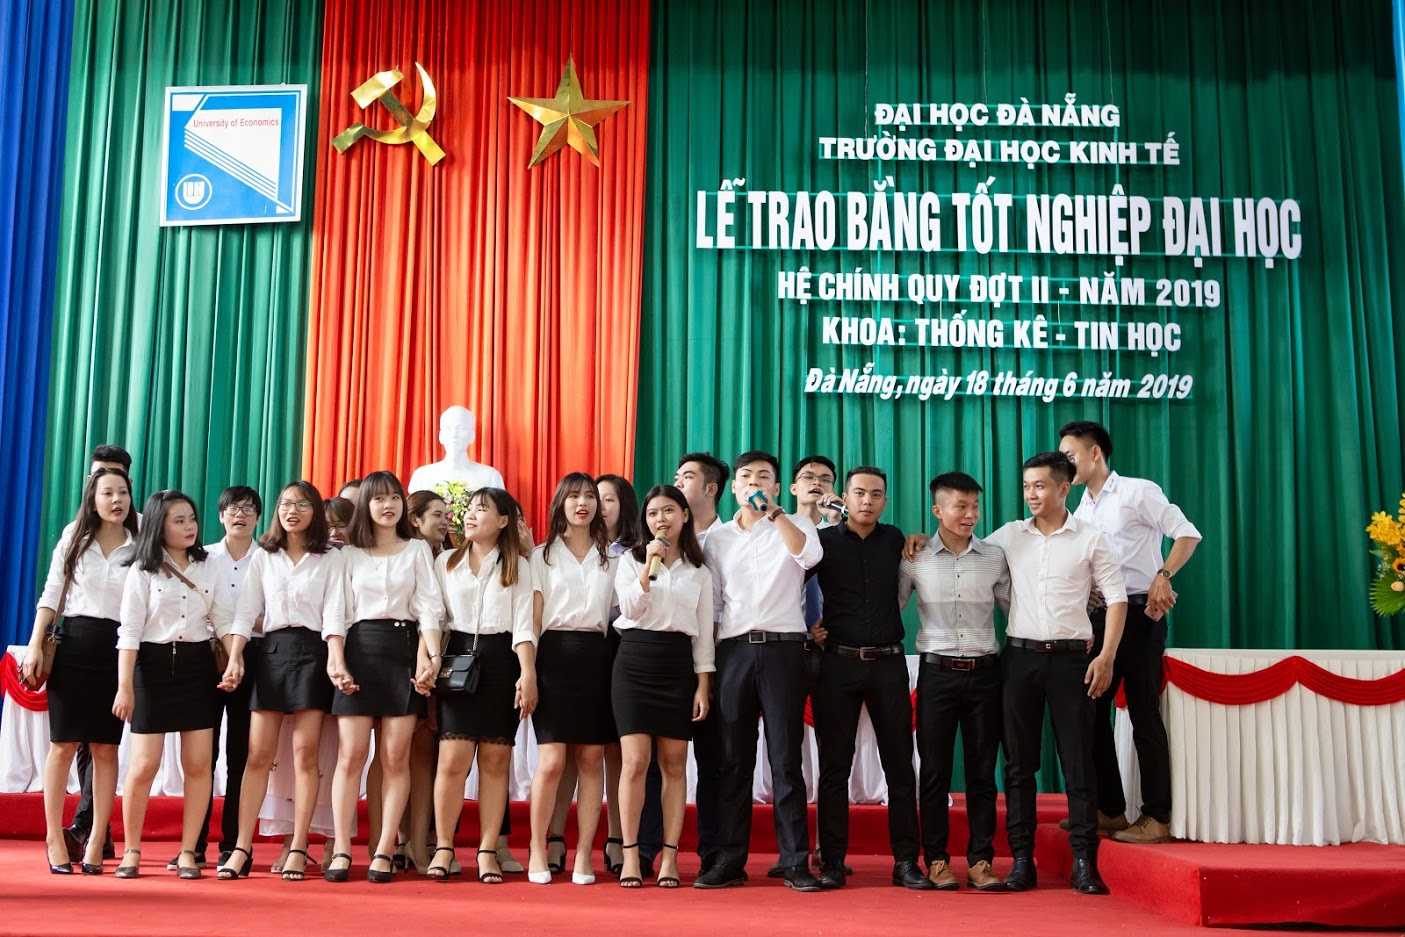 University of Economics
ĐẠI HỌC ĐÀ NẴNG
TRƯỜNG ĐẠI HỌC KINH TẾ
LỄ TRAO BẰNG TỐT NGHIỆP ĐẠI HỌC
HỆ CHÍNH QUY ĐỢT II - NĂM 2019
KHOA: THỐNG KÊ - TIN HỌC
Đà Nẵng, ngày 18 tháng 6 năm 2019